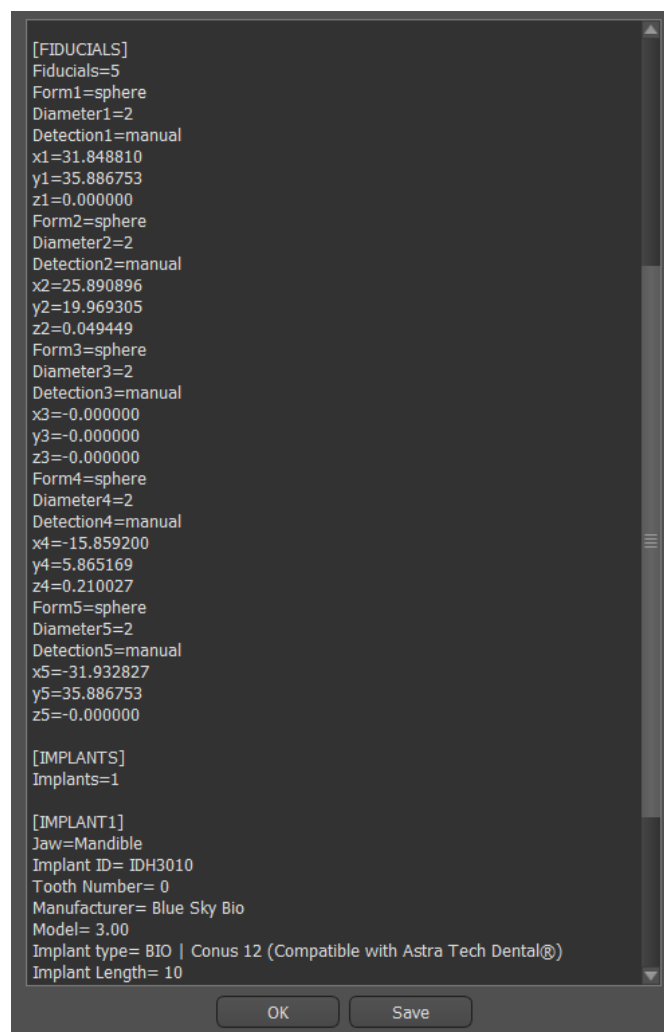 [FIDUCIALS]
Fiducials=5
Form1=sphere
Diameter1=2
Detection1=manual
x1=31.848810
y1=35.886753
z1=0.000000
Form2=sphere
Diameter2=2
Detection2=manual
x2=25.890896
y2=19.969305
z2=0.049449
Form3=sphere
Diameter3=2
Detection3=manual
x3=-0.000000
y3=-0.000000
z3=-0.000000
Form4=sphere
Diameter4=2
Detection4=manual
x4=-15.859200
y4=5.865169
z4=0.210027
Form5=sphere
Diameter5=2
Detection5=manual
x5=-31.932827
y5=35.886753
z5=-0.000000
[IMPLANTS]
Implants=1
[IMPLANT1]
Jaw=Mandible
Implant ID= IDH3010
Tooth Number= 0
Manufacturer= Blue Sky Bio
Model= 3.00
Implant type= BIO | Conus 12 (Compatible with Astra Tech Dental®)
Implant Length= 10
OK Save